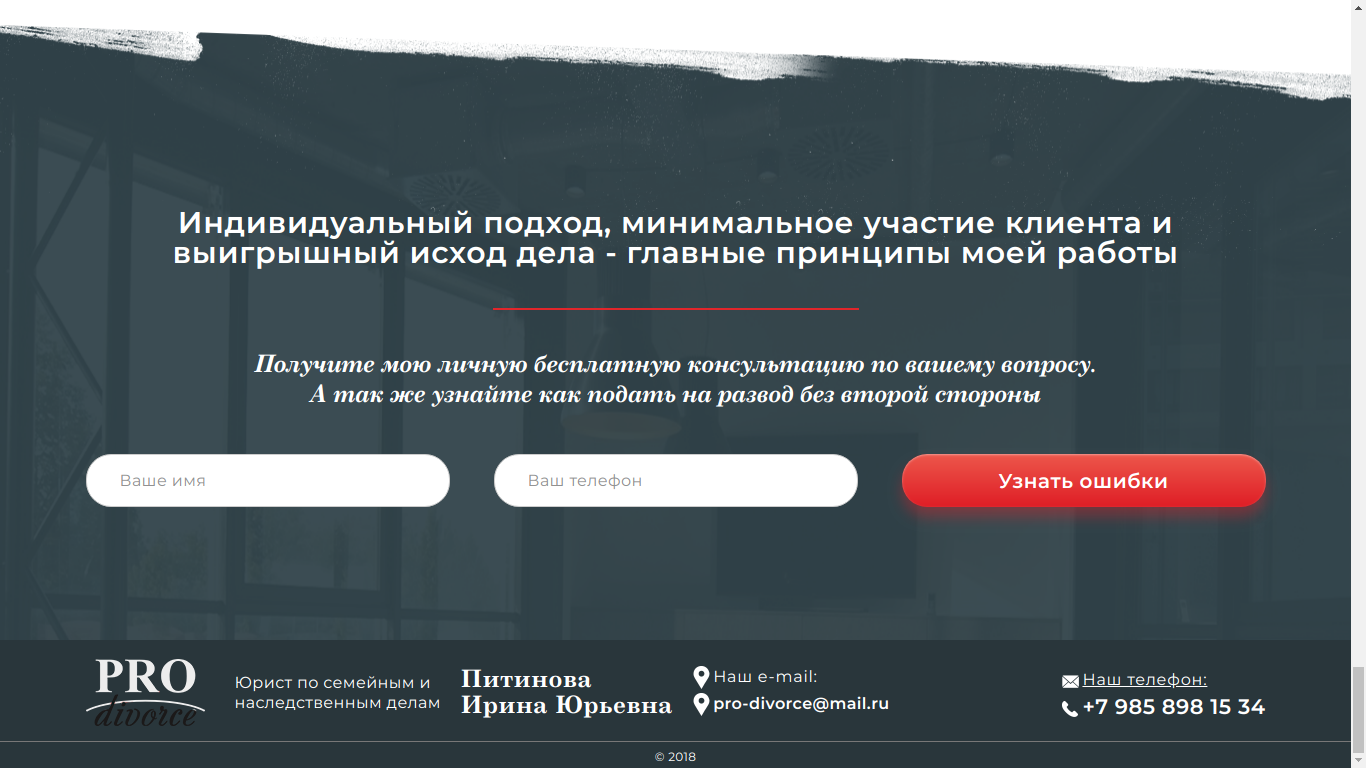 Индивидуальный подход, минимальное участие клиента и
выигрышный исход дела - главные принципы моей работы
Получите мою личную бесплатную консультацию по вашему вопросу.
А так же узнайте как подать на развод без второй стороны
Ваше имя
Ваш телефон
Узнать ошибки
PRO
divorce
Юрист по семейным и
наследственным делам
Питинова
Ирина Юрьевна
Наш e-mail:
pro-divorce@mail.ru
Наш телефон:
+7 985 898 15 34
© 2018